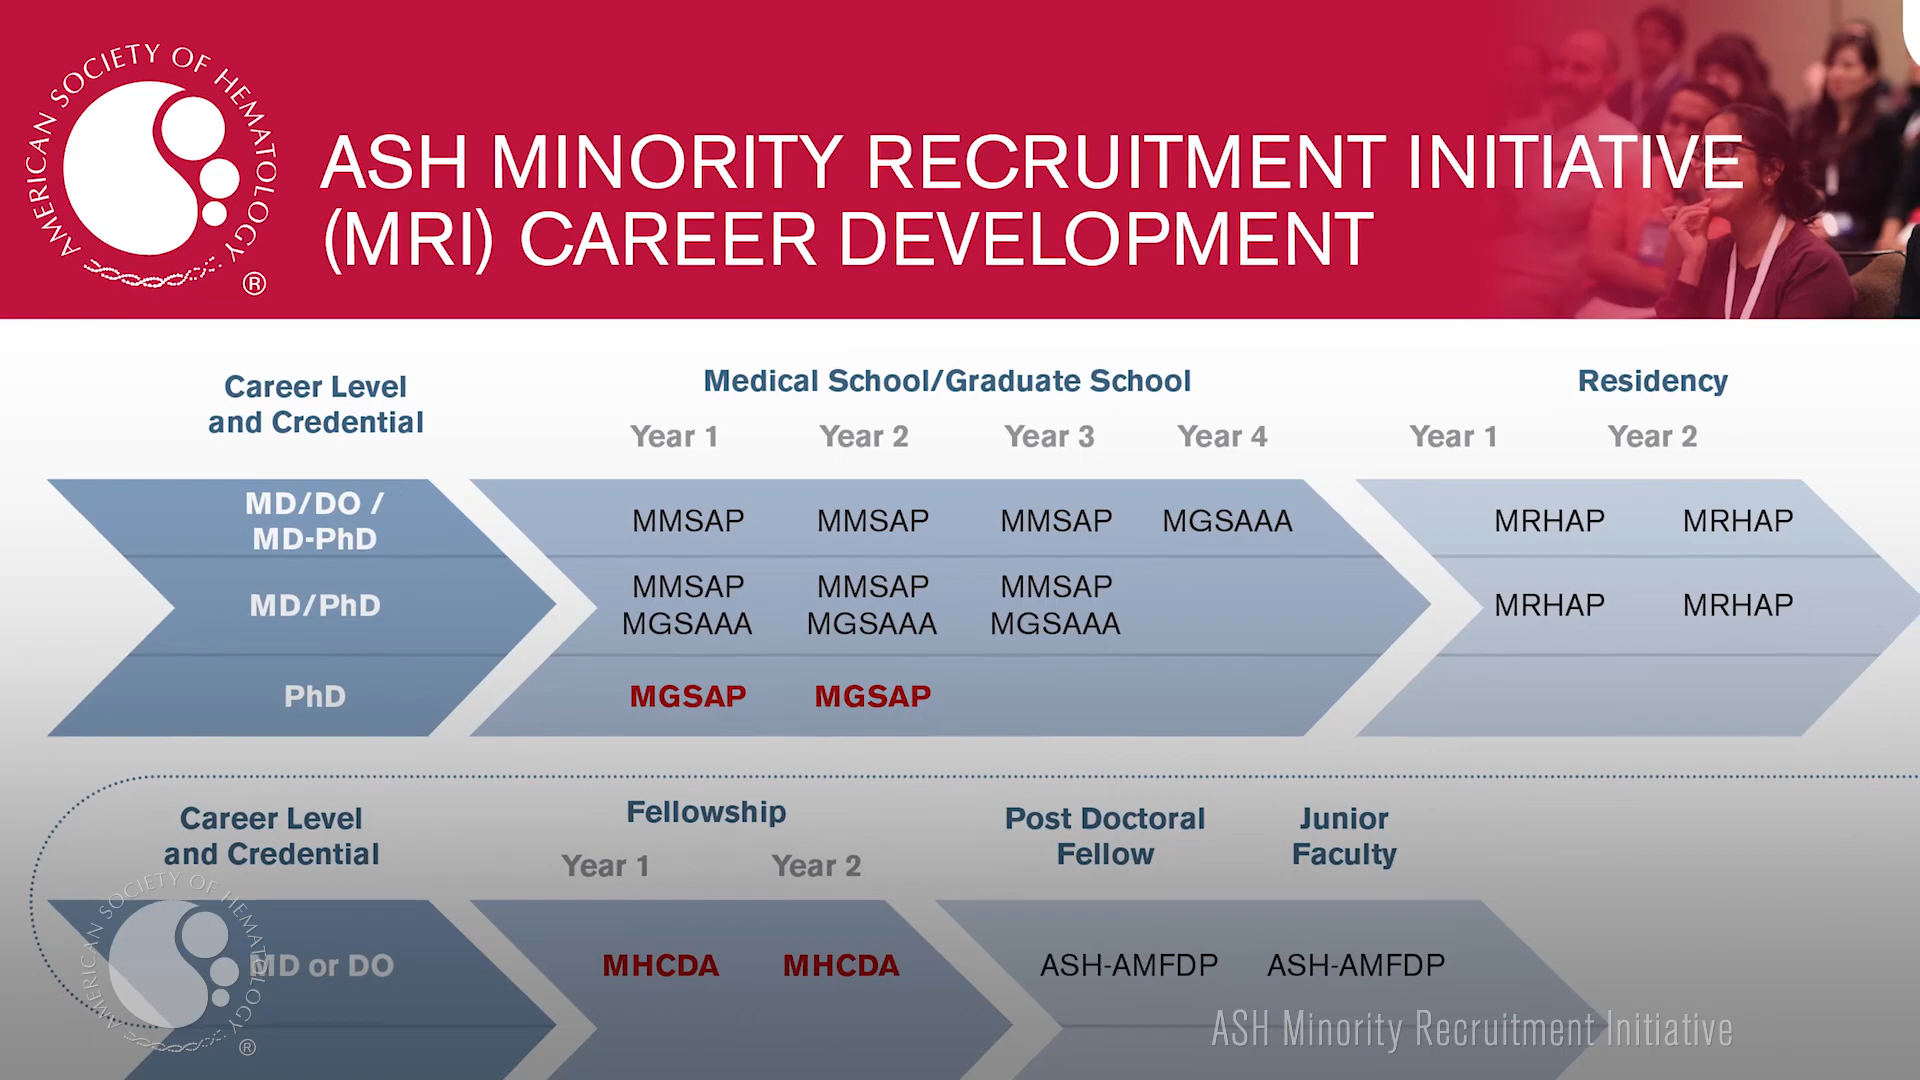 AMERICAN SOCIETY OF HEMATOLOGY
®
ASH MINORITY RECRUITMENT INITIATIVE
(MRI) CAREER DEVELOPMENT
Career Level
and Credential
Medical School/Graduate School
Residency
Year 1 Year 2 Year 3 Year 4 Year 1 Year 2
MD/DO /
MD-PhD
MMSAP MMSAP MMSAP MGSAAA MRHAP MRHAP
MD/PhD
MMSAP MMSAP MMSAP
MGSAAA MGSAAA MGSAAA
MRHAP MRHAP
PhD
MGSAP MGSAP
Career Level
and Credential
Fellowship
Year 1 Year 2
Post Doctoral
Fellow
Junior
Faculty
MD or DO
MHCDA MHCDA ASH-AMFDP ASH-AMFDP
AMERICAN SOCIETY OF HEMATOLOGY
®
ASH Minority Recruitment Initiative